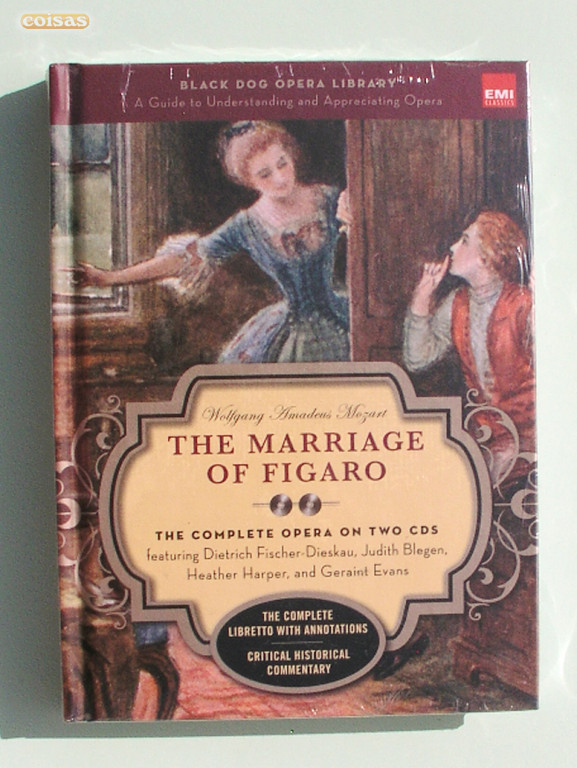 coisas
BLACK DOG OPERA LIBRARY
A Guide to Understanding and Appreciating Opera
EMI
CLASSICS
Wolfgang Amadeus Mozart
THE MARRIAGE
OF FIGARO
THE COMPLETE OPERA ON TWO CDS
featuring Dietrich Fischer-Dieskau, Judith Blegen,
Heather Harper, and Geraint Evans
THE COMPLETE
LIBRETTO WITH ANNOTATIONS
CRITICAL HISTORICAL
COMMENTARY